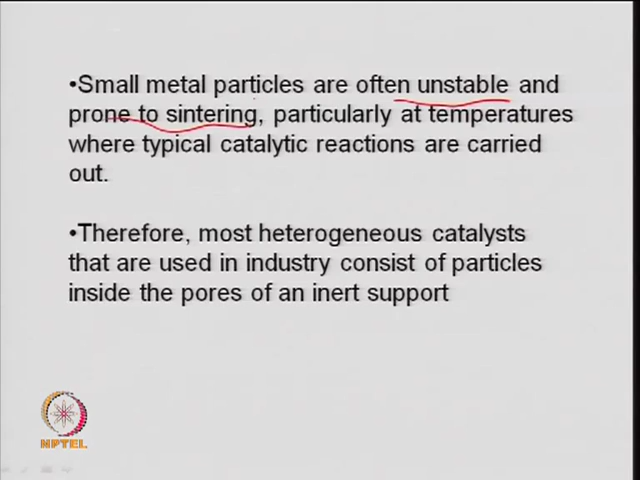 •Small metal particles are often unstable and
prone to sintering, particularly at temperatures
where typical catalytic reactions are carried
out.
•Therefore, most heterogeneous catalysts
that are used in industry consist of particles
inside the pores of an inert support
NPTEL